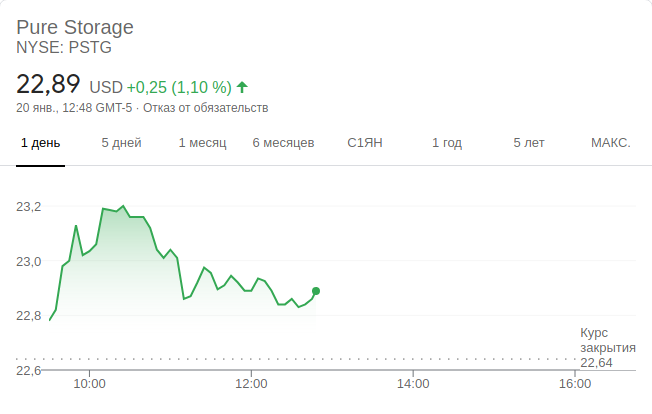 Pure Storage
NYSE: PSTG
22,89 USD +0,25 (1,10 %)
20 янв., 12:48 GMT-5 · Отказ от обязательств
1 день 5 дней 1 месяц 6 месяцев С1ЯН 1 год 5 лет МАКС.
23,2
23,0
22,8
Курс
закрытия
22,64
22,6
10:00 12:00 14:00 16:00